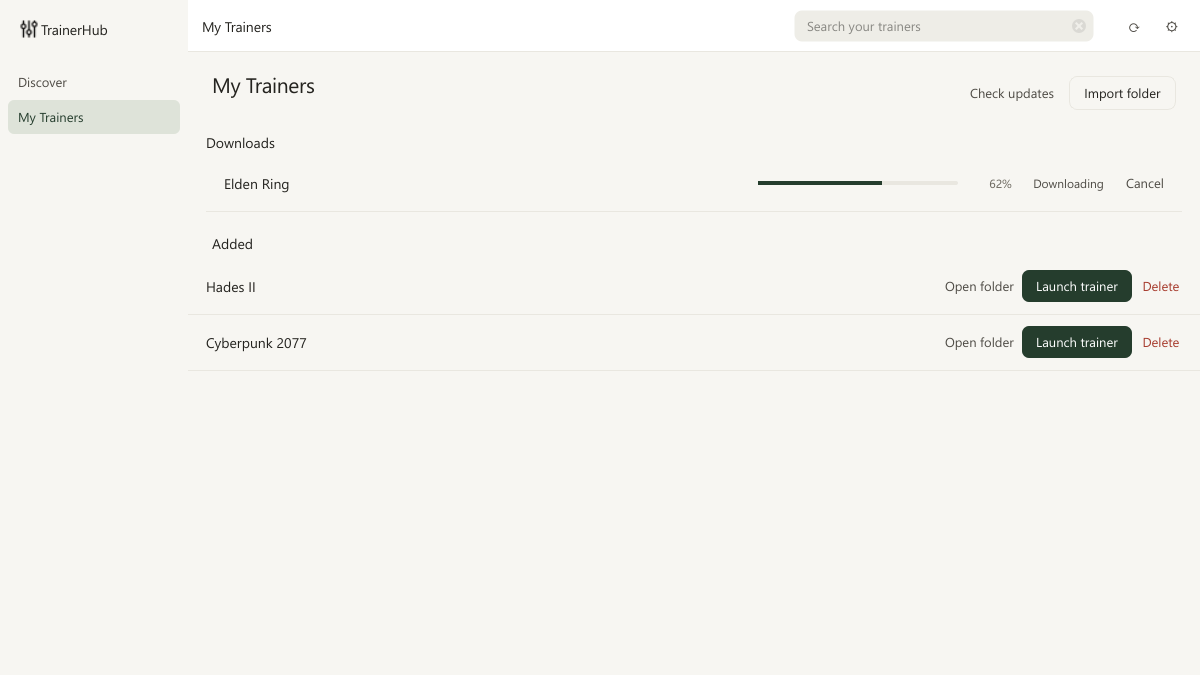 TrainerHub
My Trainers
Search your trainers
Discover
My Trainers
My Trainers
Check updates
Import folder
Downloads
Elden Ring
62%
Downloading
Cancel
Added
Hades II
Open folder
Launch trainer
Delete
Cyberpunk 2077
Open folder
Launch trainer
Delete